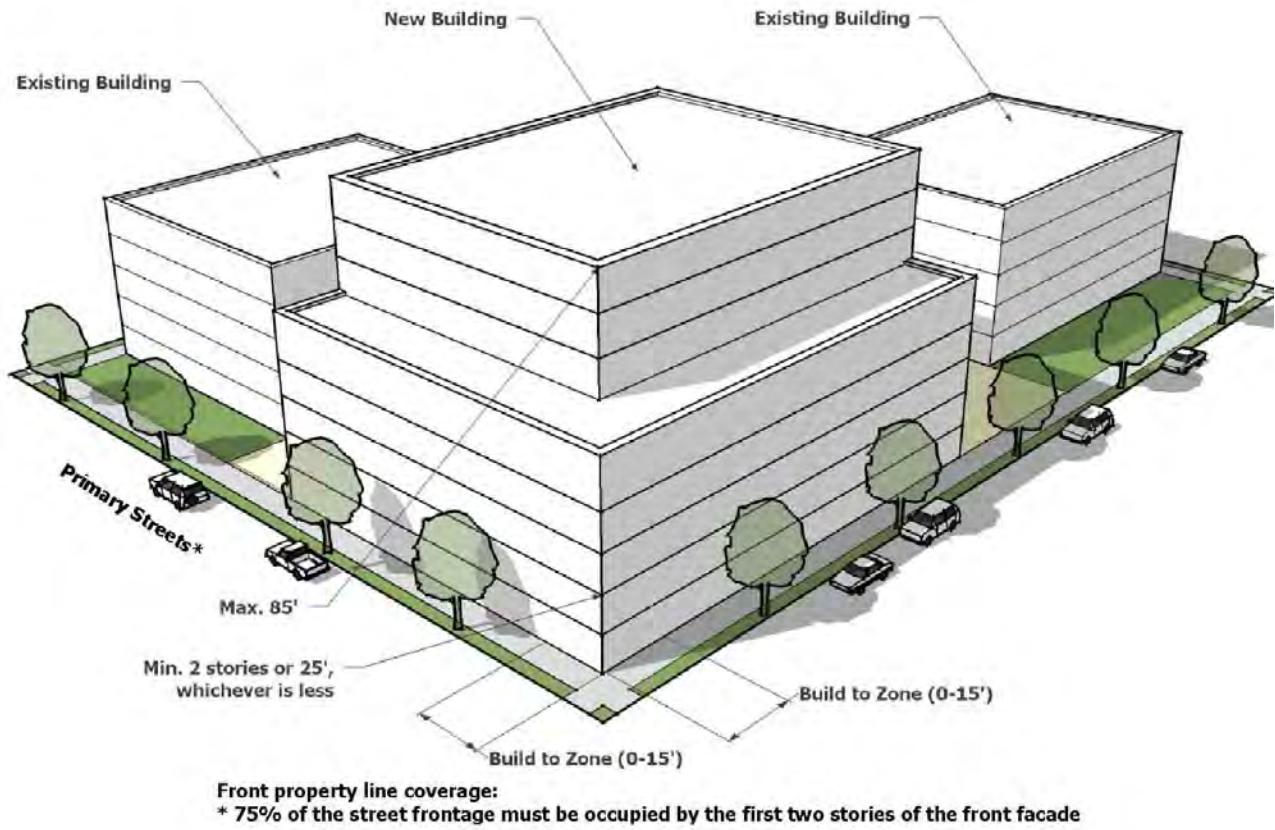 New Building
Existing Building
Existing Building
Primary Streets*
Max. 85'
Min. 2 stories or 25',
whichever is less
Build to Zone (0-15')
Build to Zone (0-15')
Front property line coverage:
* 75% of the street frontage must be occupied by the first two stories of the front facade